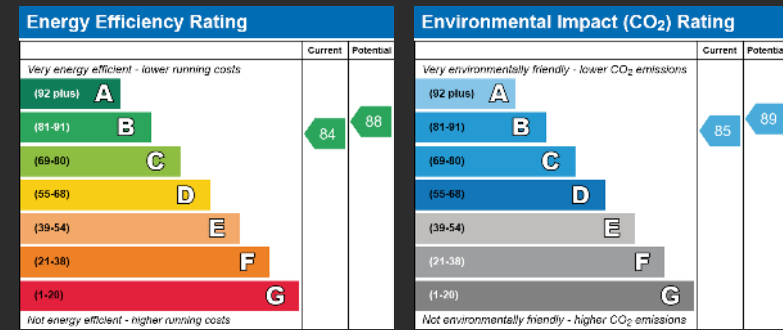 Energy Efficiency Rating
Current Potential
Very energy efficient - lower running costs
(92 plus) A
(81-91) B
(69-80) C
(55-68) D
(39-54) E
(21-38) F
(1-20) G
84
88
Not energy efficient - higher running costs
Environmental Impact (CO₂) Rating
Current Potential
Very environmentally friendly - lower CO₂ emissions
(92 plus) A
(81-91) B
(69-80) C
(55-68) D
(39-54) E
(21-38) F
(1-20) G
85
89
Not environmentally friendly - higher CO₂ emissions